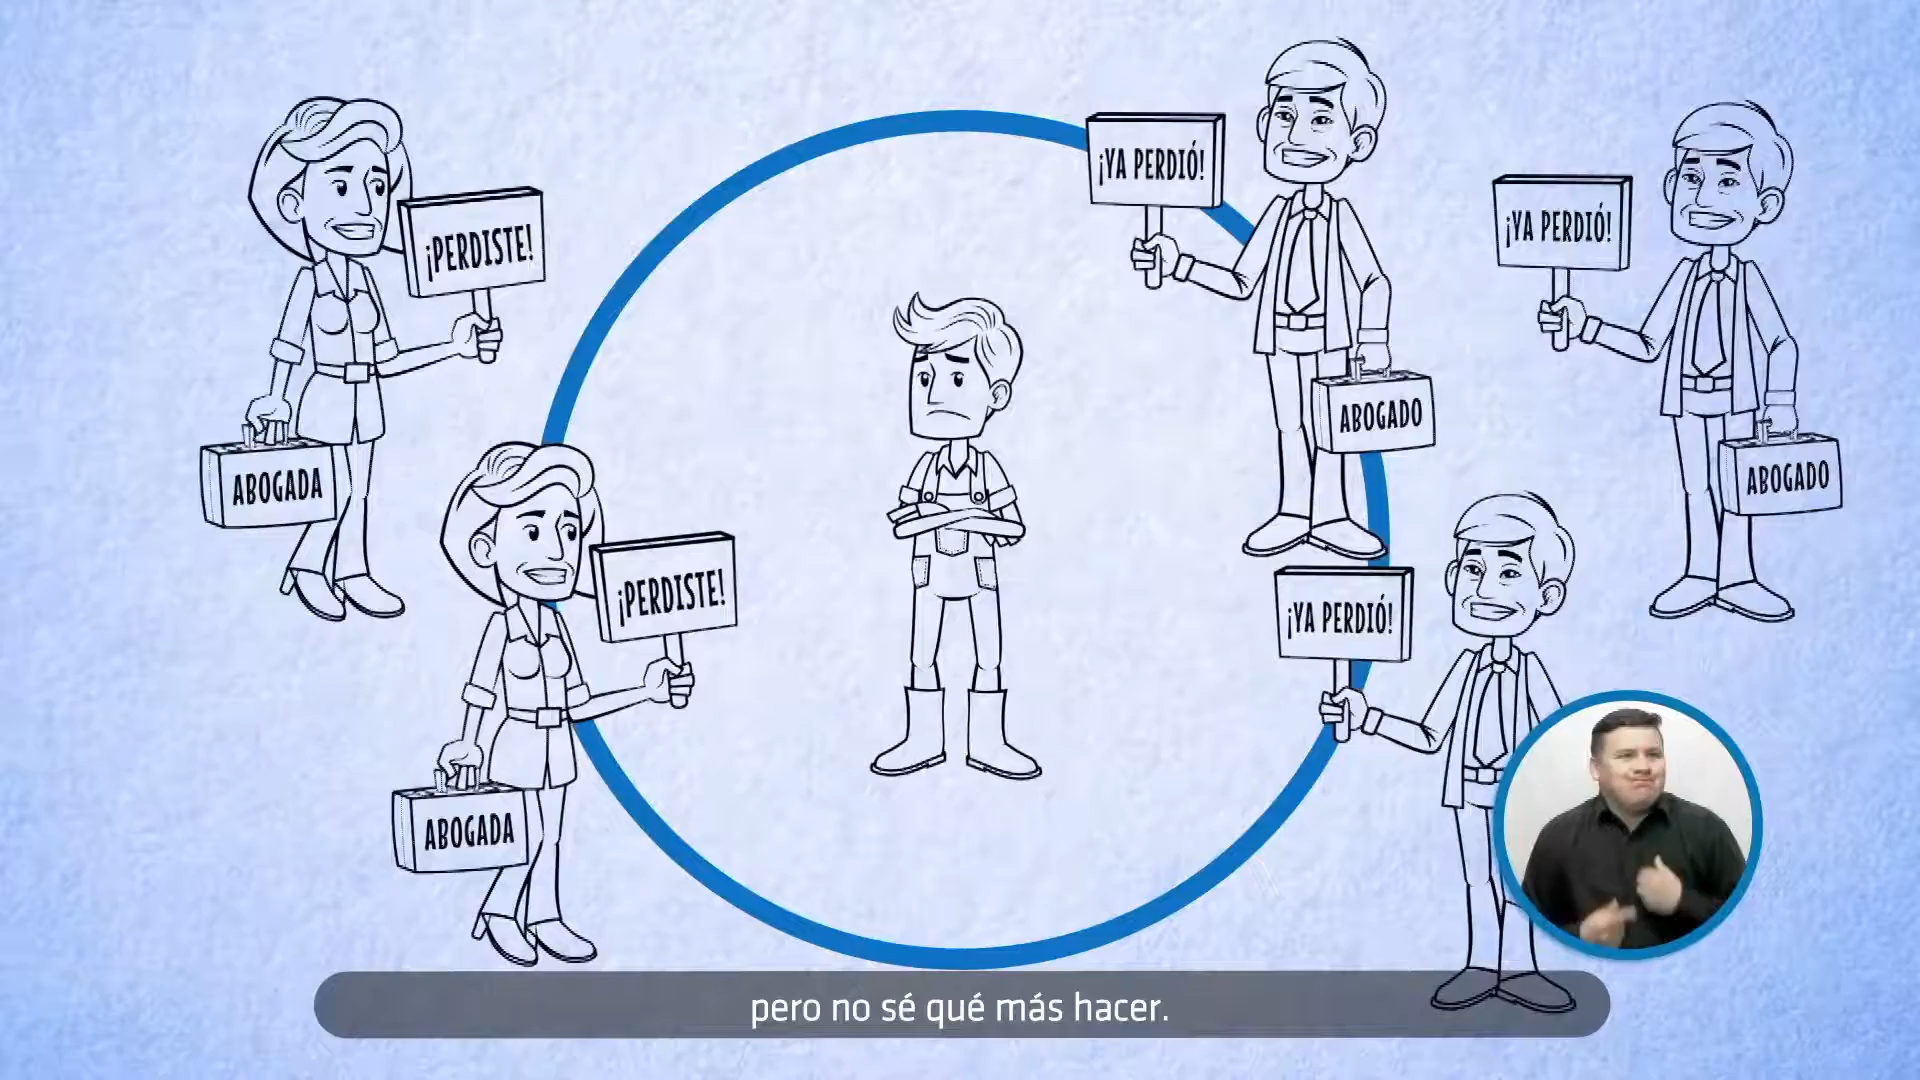 ¡YA PERDIÓ!
¡PERDISTE!
¡YA PERDIÓ!
ABOGADO
ABOGADA
ABOGADO
¡PERDISTE!
¡YA PERDIÓ!
ABOGADA
pero no sé qué más hacer.